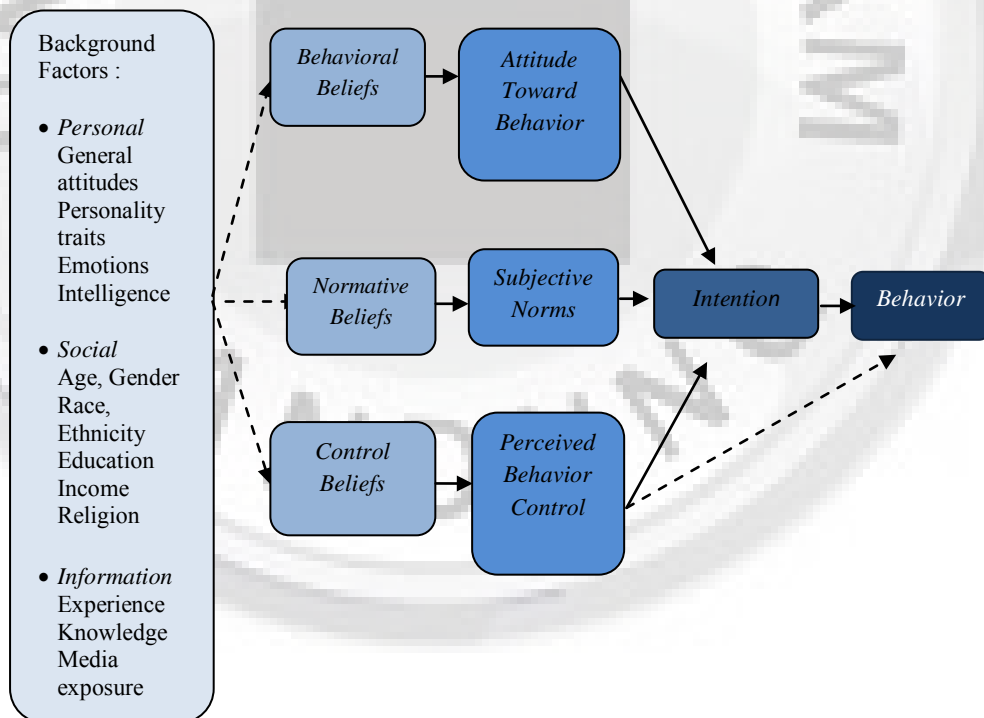 Background
Factors :
• Personal
General
attitudes
Personality
traits
Emotions
Intelligence
• Social
Age, Gender
Race,
Ethnicity
Education
Income
Religion
• Information
Experience
Knowledge
Media
exposure
Behavioral
Beliefs
Attitude
Toward
Behavior
Normative
Beliefs
Subjective
Norms
Intention
Behavior
Control
Beliefs
Perceived
Behavior
Control